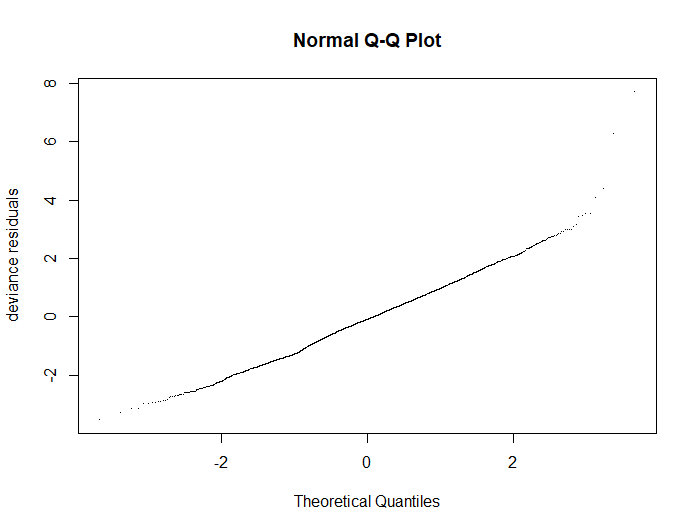 Normal Q-Q Plot
8
6
4
2
0
-2
deviance residuals
-2 0 2
Theoretical Quantiles